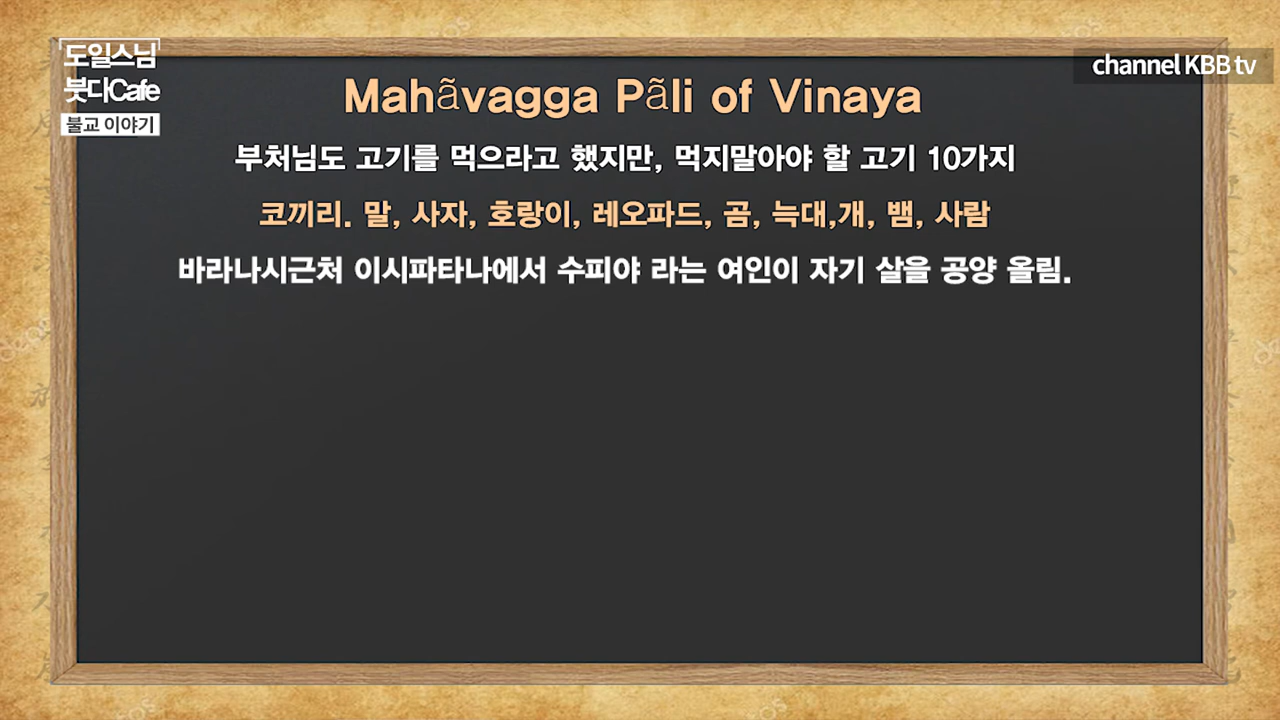 도일스님
붓다Cafe
불교 이야기
channel KBB tv
Mahãvagga Pãli of Vinaya
부처님도 고기를 먹으라고 했지만, 먹지말아야 할 고기 10가지
코끼리. 말, 사자, 호랑이, 레오파드, 곰, 늑대,개, 뱀, 사람
바라나시근처 이시파타나에서 수피야 라는 여인이 자기 살을 공양 올림.